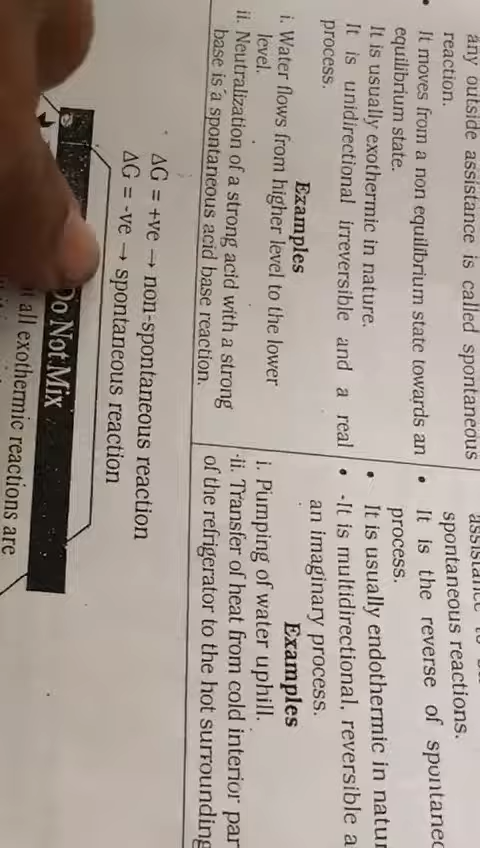 any outside assistance is called spontaneous
reaction.
• It moves from a non equilibrium state towards an
equilibrium state.
It is usually exothermic in nature.
It is unidirectional irreversible and a real
process.
Examples
i. Water flows from higher level to the lower
level.
ii. Neutralization of a strong acid with a strong
base is a spontaneous acid base reaction.
spontaneous reactions.
• It is the reverse of
process.
• It is usually endothermic in
• -It is multidirectional, reversible
an imaginary process.
Examples
i. Pumping of water uphill.
-ii. Transfer of heat from cold interior
of the refrigerator to the hot surrounding
ΔG = +ve → non-spontaneous reaction
ΔG = -ve → spontaneous reaction
Do Not Mix
all exothermic reactions are